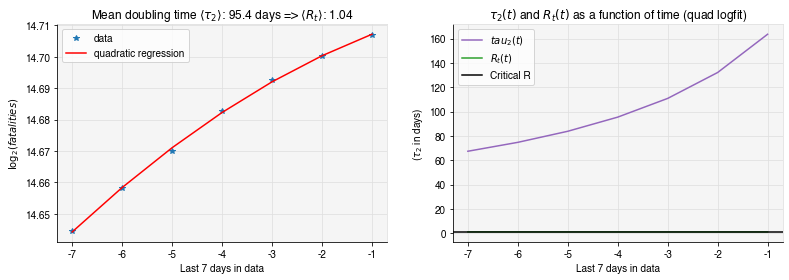 Mean doubling time ⟨τ₂⟩: 95.4 days => ⟨Rₜ⟩: 1.04
14.71
14.70
14.69
14.68
14.67
14.66
14.65
log₂(fatalities)
data
quadratic regression
-7 -6 -5 -4 -3 -2 -1
Last 7 days in data
τ₂(t) and Rₜ(t) as a function of time (quad logfit)
160
140
120
100
80
60
40
20
0
(τ₂ in days)
tau₂(t)
Rₜ(t)
Critical R
-7 -6 -5 -4 -3 -2 -1
Last 7 days in data